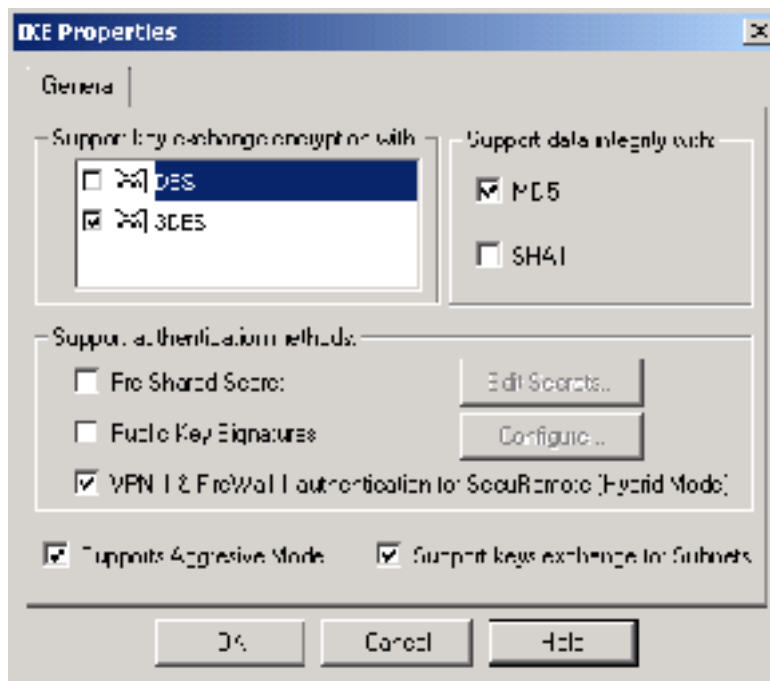 IKE Properties
General
Support key exchange encryption with
DES
3DES
Support data integrity with:
MD5
SHA1
Support authentication methods:
Pre Shared Secret
Edit Secrets...
Public Key Signatures
Configure...
VPN-1 & FireWall-1 authentication for SecuRemote (Hybrid Mode)
Supports Aggresive Mode
Support keys exchange for Subnets
OK
Cancel
Help